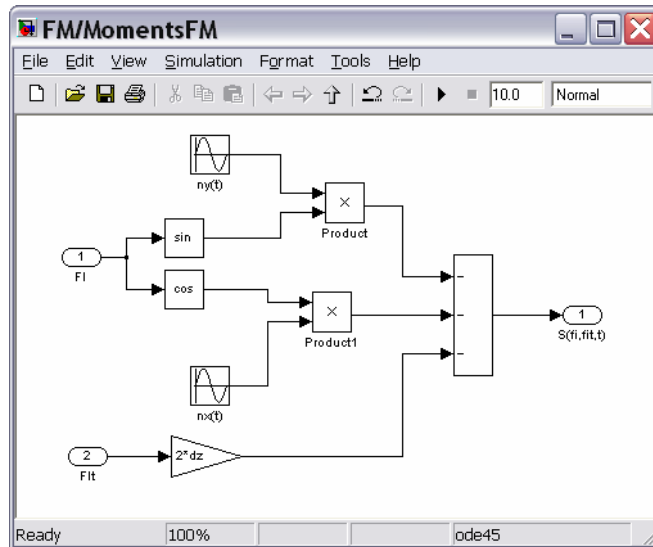 FM/MomentsFM
File Edit View Simulation Format Tools Help
10.0 Normal
ny(t)
×
Product
sin
1
FI
cos
×
Product1
nx(t)
2
FIt
2*dz
–
–
–
1
S(fi,fit,t)
Ready 100% ode45